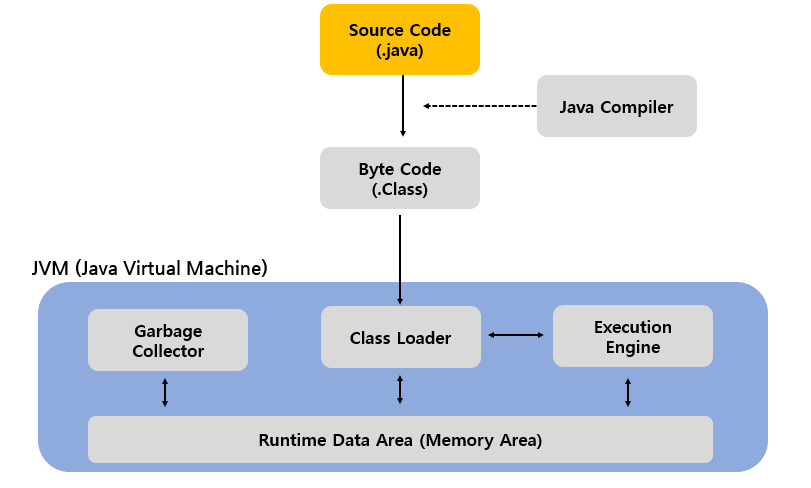 Source Code
(.java)
Java Compiler
Byte Code
(.Class)
JVM (Java Virtual Machine)
Garbage
Collector
Class Loader
Execution
Engine
Runtime Data Area (Memory Area)